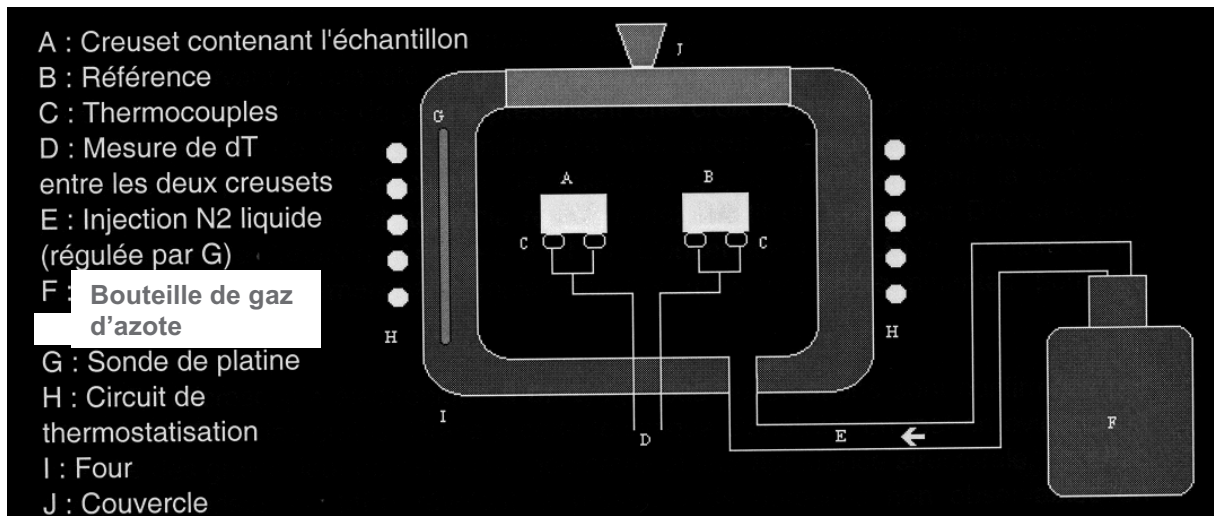 A : Creuset contenant l'échantillon
B : Référence
C : Thermocouples
D : Mesure de dT
entre les deux creusets
E : Injection N2 liquide
(régulée par G)
F :
Bouteille de gaz
d’azote
G : Sonde de platine
H : Circuit de
thermostatisation
I : Four
J : Couvercle
J
G
A
B
C
C
H
H
I
D
E
F